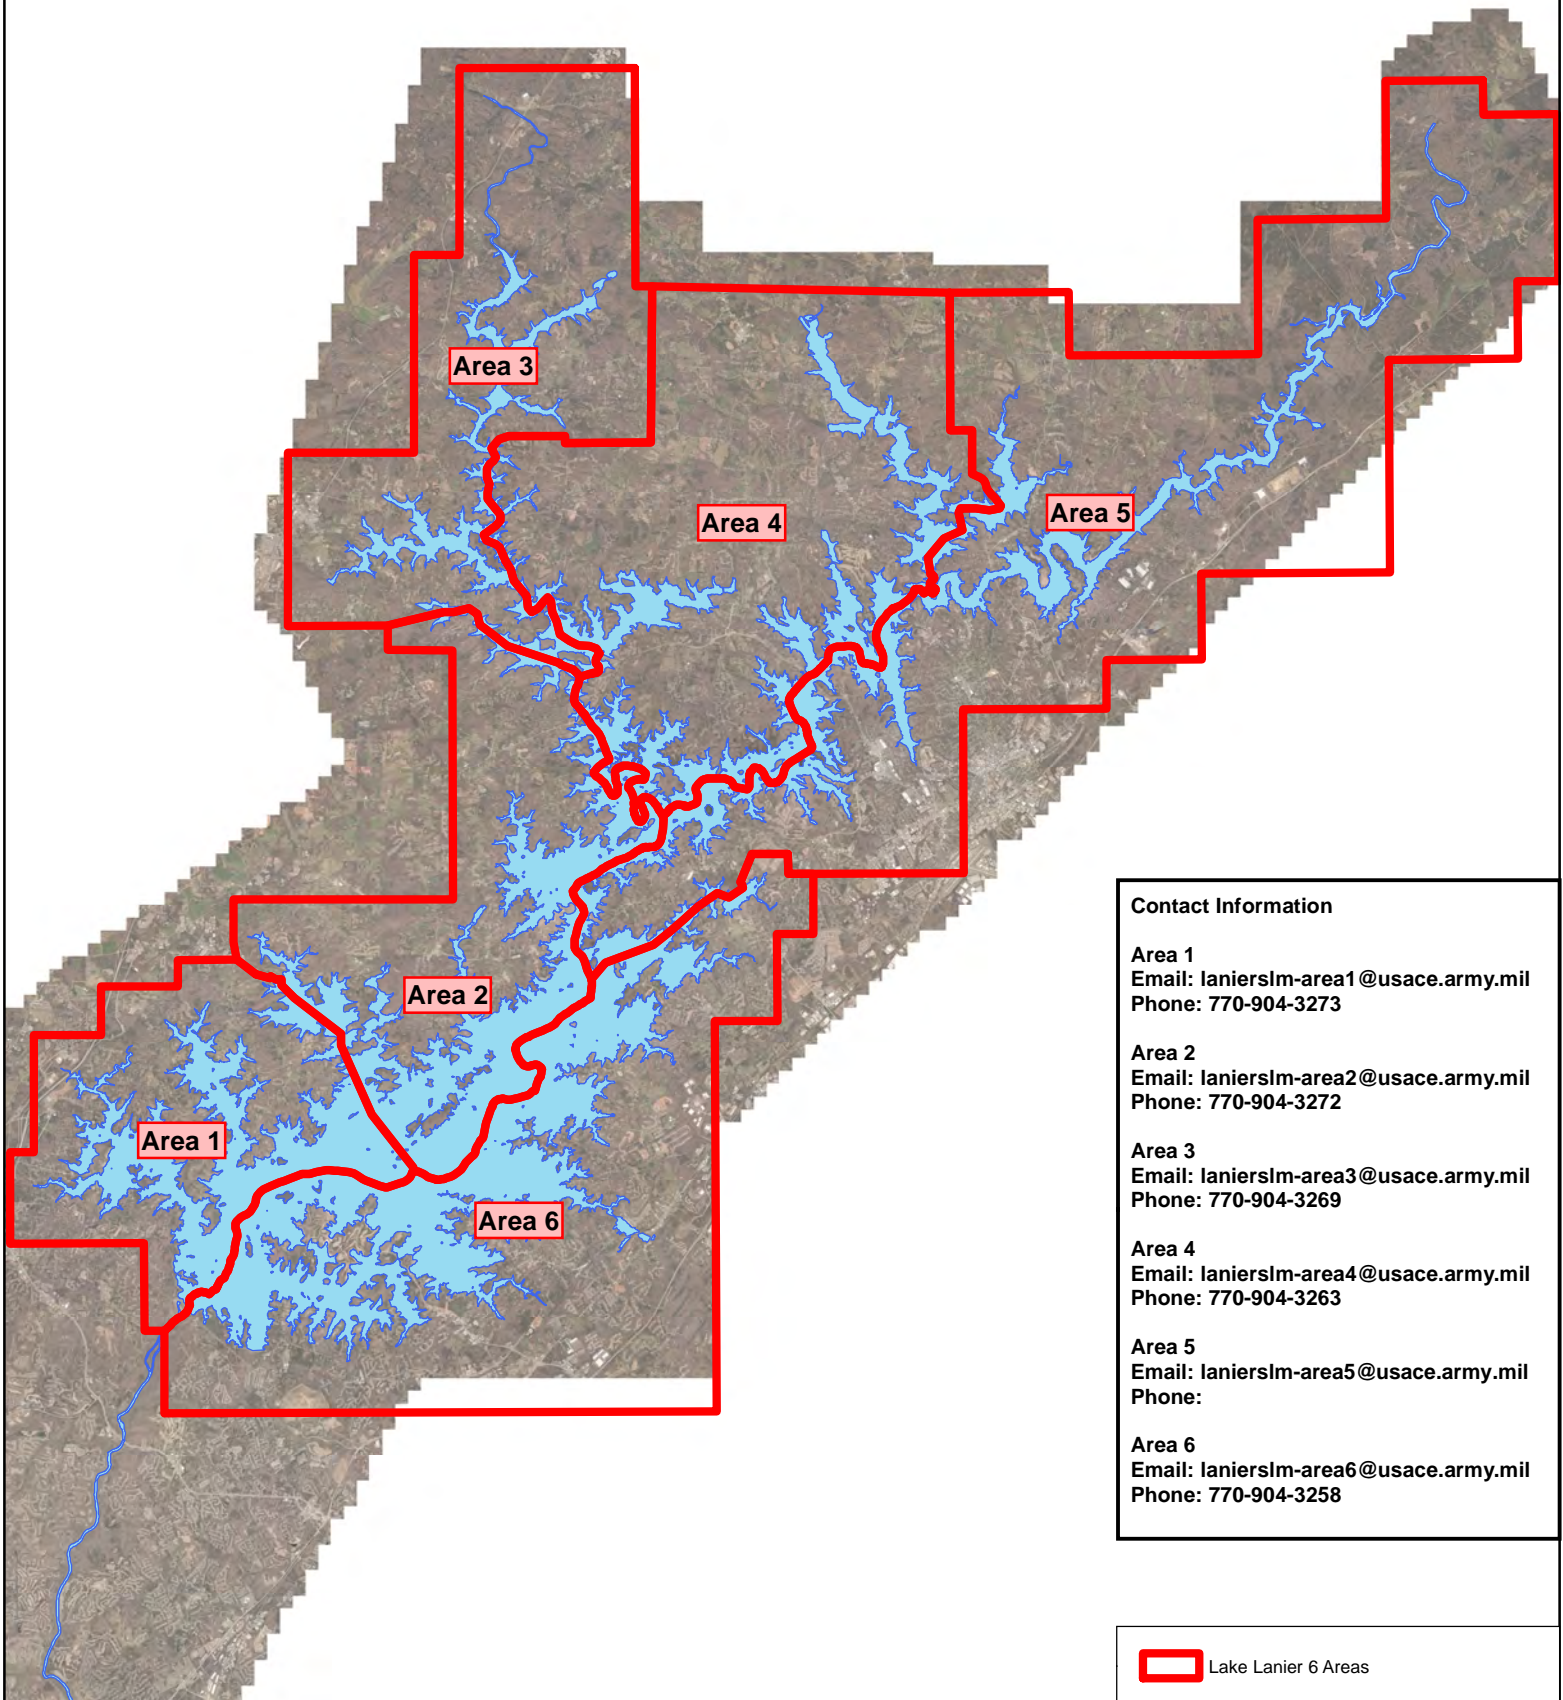 Area 3
Area 4
Area 5
Area 2
Area 1
Area 6
Contact Information
Area 1
Email: lanierslm-area1@usace.army.mil
Phone: 770-904-3273
Area 2
Email: lanierslm-area2@usace.army.mil
Phone: 770-904-3272
Area 3
Email: lanierslm-area3@usace.army.mil
Phone: 770-904-3269
Area 4
Email: lanierslm-area4@usace.army.mil
Phone: 770-904-3263
Area 5
Email: lanierslm-area5@usace.army.mil
Phone:
Area 6
Email: lanierslm-area6@usace.army.mil
Phone: 770-904-3258
Lake Lanier 6 Areas